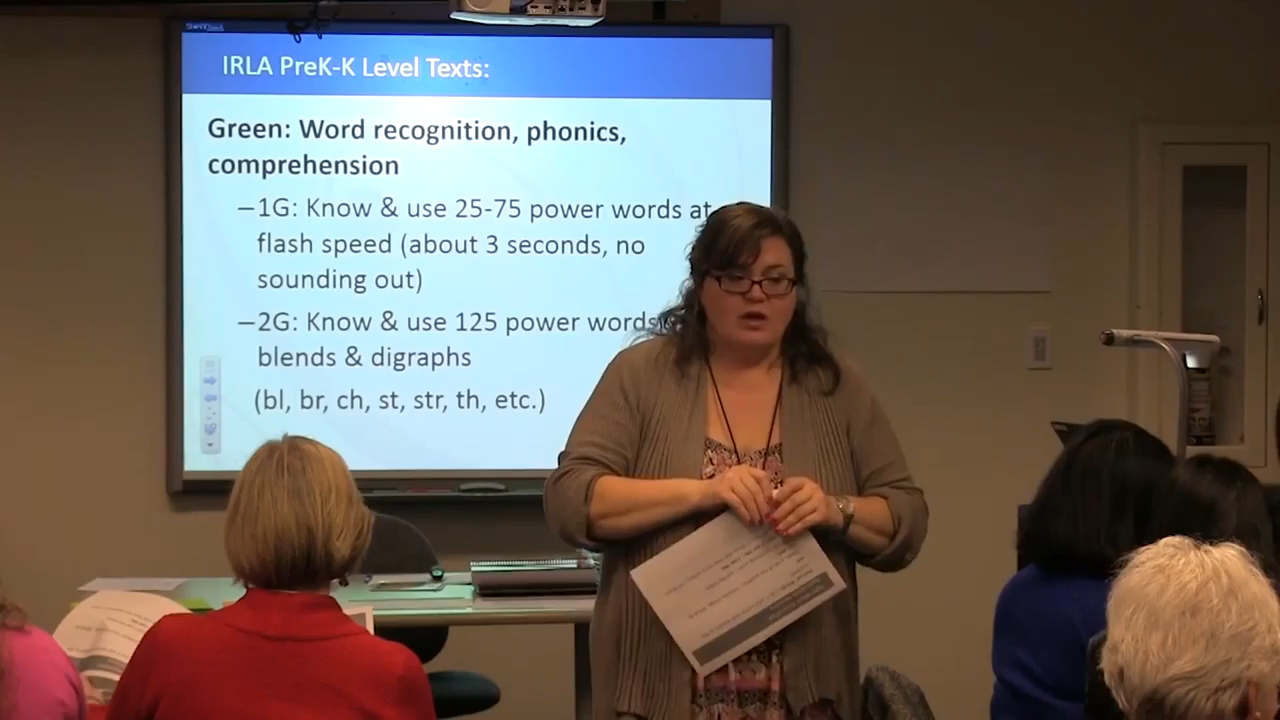 IRLA PreK-K Level Texts:
Green: Word recognition, phonics,
comprehension
–1G: Know & use 25-75 power words at
flash speed (about 3 seconds, no
sounding out)
–2G: Know & use 125 power words
blends & digraphs
(bl, br, ch, st, str, th, etc.)